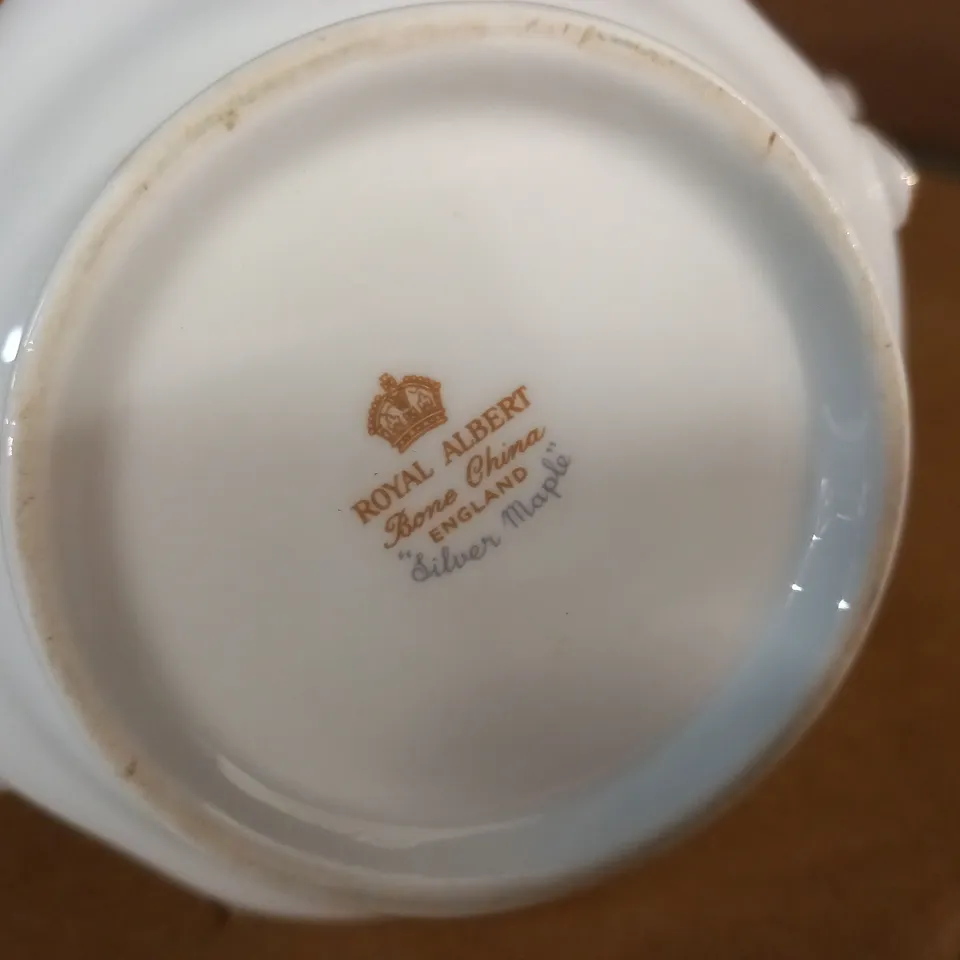 ROYAL ALBERT
Bone China
ENGLAND
"Silver Maple"